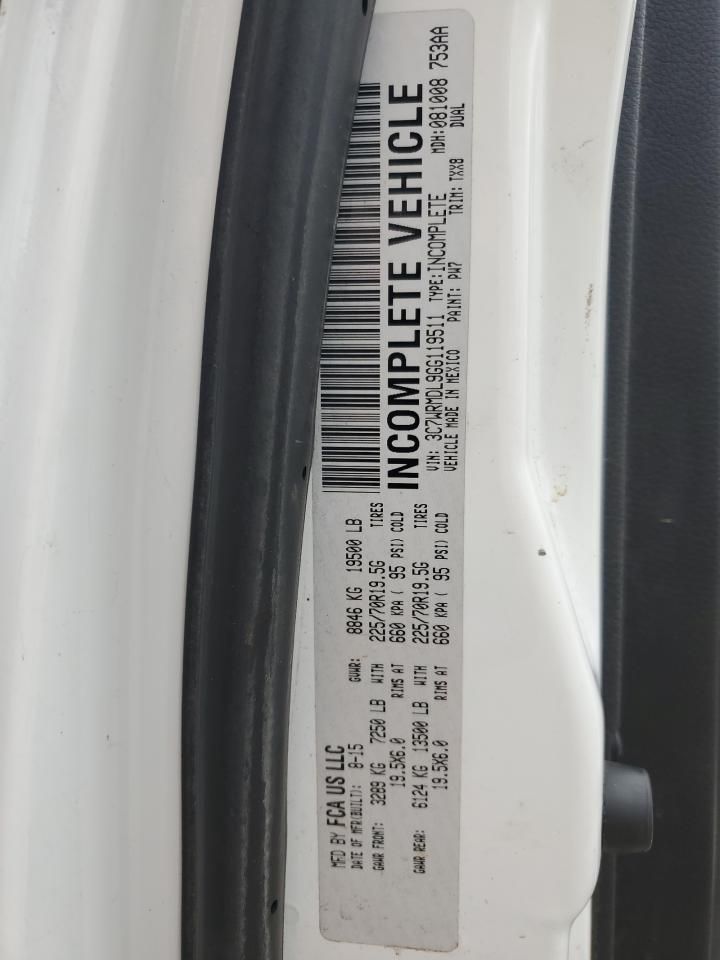 MFD BY FCA US LLC
DATE OF MFR(BUILT): 8-15 GVWR: 8846 KG 19500 LB
GAWR FRONT: 3289 KG 7250 LB WITH 225/70R19.5G TIRES
19.5X6.0 RIMS AT 660 KPA ( 95 PSI) COLD
GAWR REAR: 6124 KG 13500 LB WITH 225/70R19.5G TIRES
19.5X6.0 RIMS AT 660 KPA ( 95 PSI) COLD
INCOMPLETE VEHICLE
VIN: 3C7WRMDL9GG119511 TYPE:INCOMPLETE MDH:081008 753AA
VEHICLE MADE IN MEXICO PAINT: PW7 TRIM: TXX8 DUAL